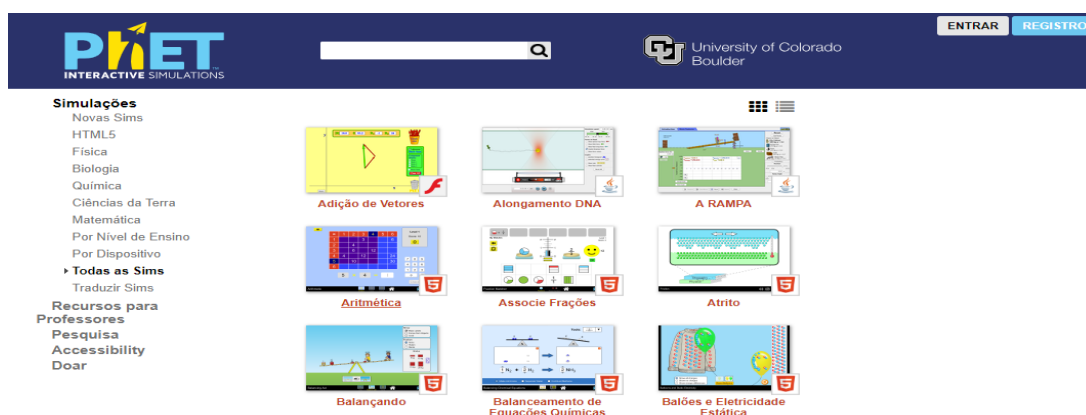 ENTRAR REGISTRO
PhET
INTERACTIVE SIMULATIONS
University of Colorado
Boulder
Simulações
Novas Sims
HTML5
Física
Biologia
Química
Ciências da Terra
Matemática
Por Nível de Ensino
Por Dispositivo
Todas as Sims
Traduzir Sims
Recursos para
Professores
Pesquisa
Accessibility
Doar
Adição de Vetores Alongamento DNA A RAMPA
Aritmética Associe Frações Atrito
Balançando Balanceamento de Balões e Eletricidade
Equações Químicas Estática